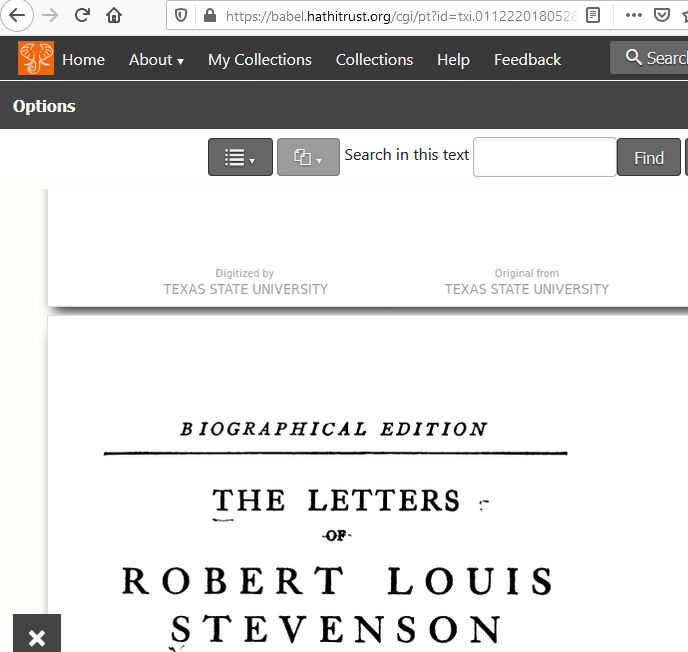 https://babel.hathitrust.org/cgi/pt?id=txi.0112220180528
Home About My Collections Collections Help Feedback Search
Options
Search in this text Find
Digitized by Original from
TEXAS STATE UNIVERSITY TEXAS STATE UNIVERSITY
BIOGRAPHICAL EDITION
THE LETTERS
OF
ROBERT LOUIS
STEVENSON